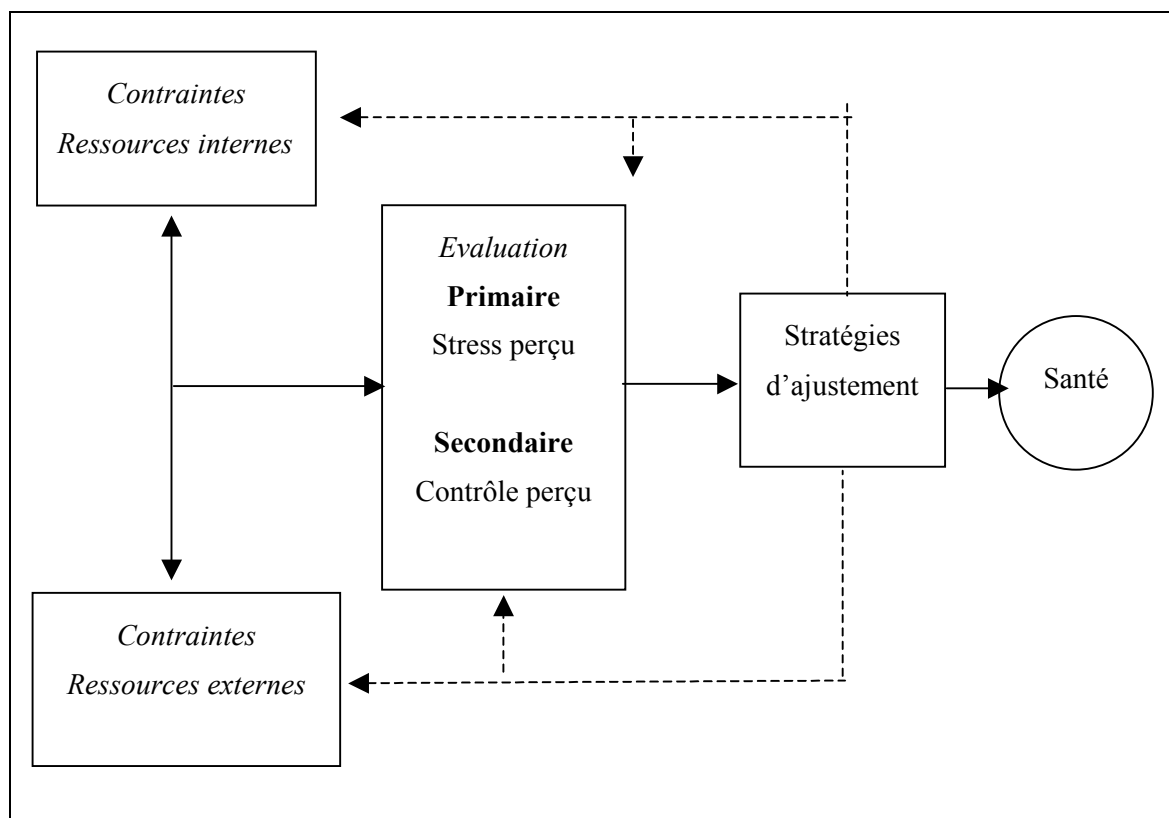 Contraintes
Ressources internes
Evaluation
Primaire
Stress perçu
Secondaire
Contrôle perçu
Stratégies
d’ajustement
Santé
Contraintes
Ressources externes